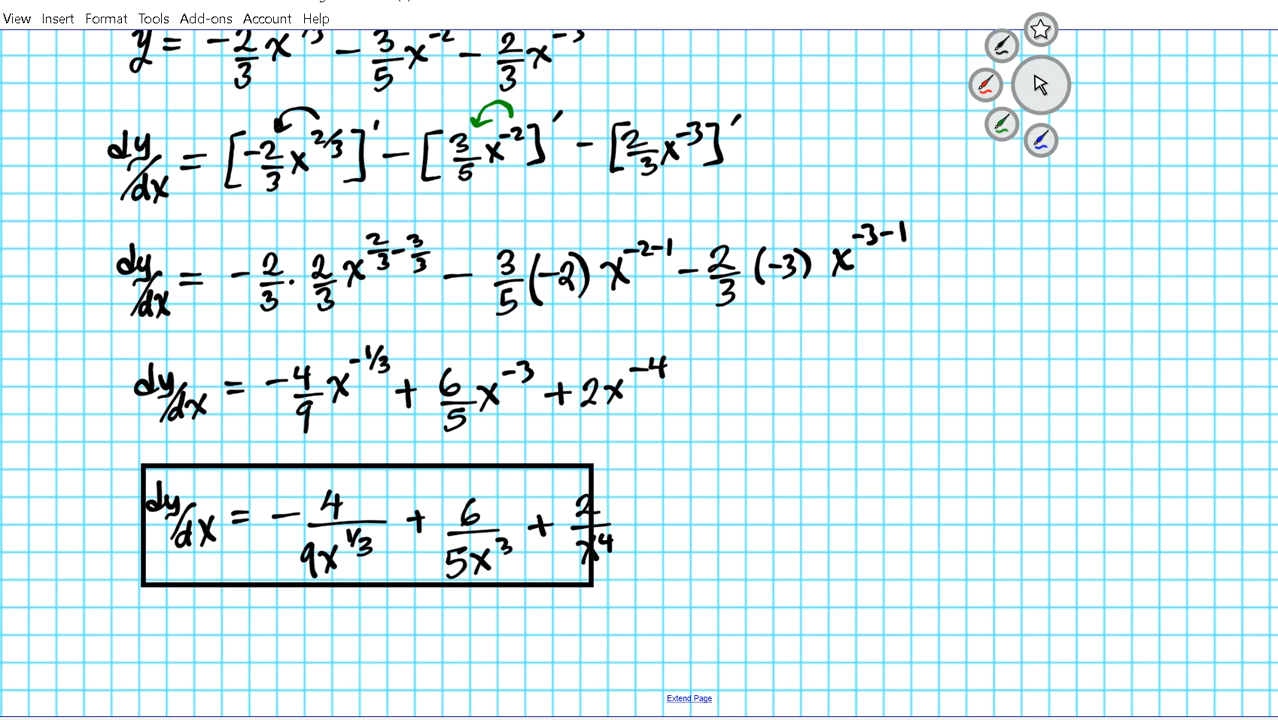 View Insert Format Tools Add-ons Account Help
y = -2/3 x^2/3 - 3/5 x^-2 - 2/3 x^-3
dy/dx = [-2/3 x^2/3]' - [3/5 x^-2]' - [2/3 x^-3]'
dy/dx = -2/3 · 2/3 x^(2/3 - 3/3) - 3/5 (-2) x^(-2-1) - 2/3 (-3) x^(-3-1)
dy/dx = -4/9 x^-1/3 + 6/5 x^-3 + 2x^-4
dy/dx = - 4/(9x^1/3) + 6/(5x^3) + 2/x^4
Extend Page